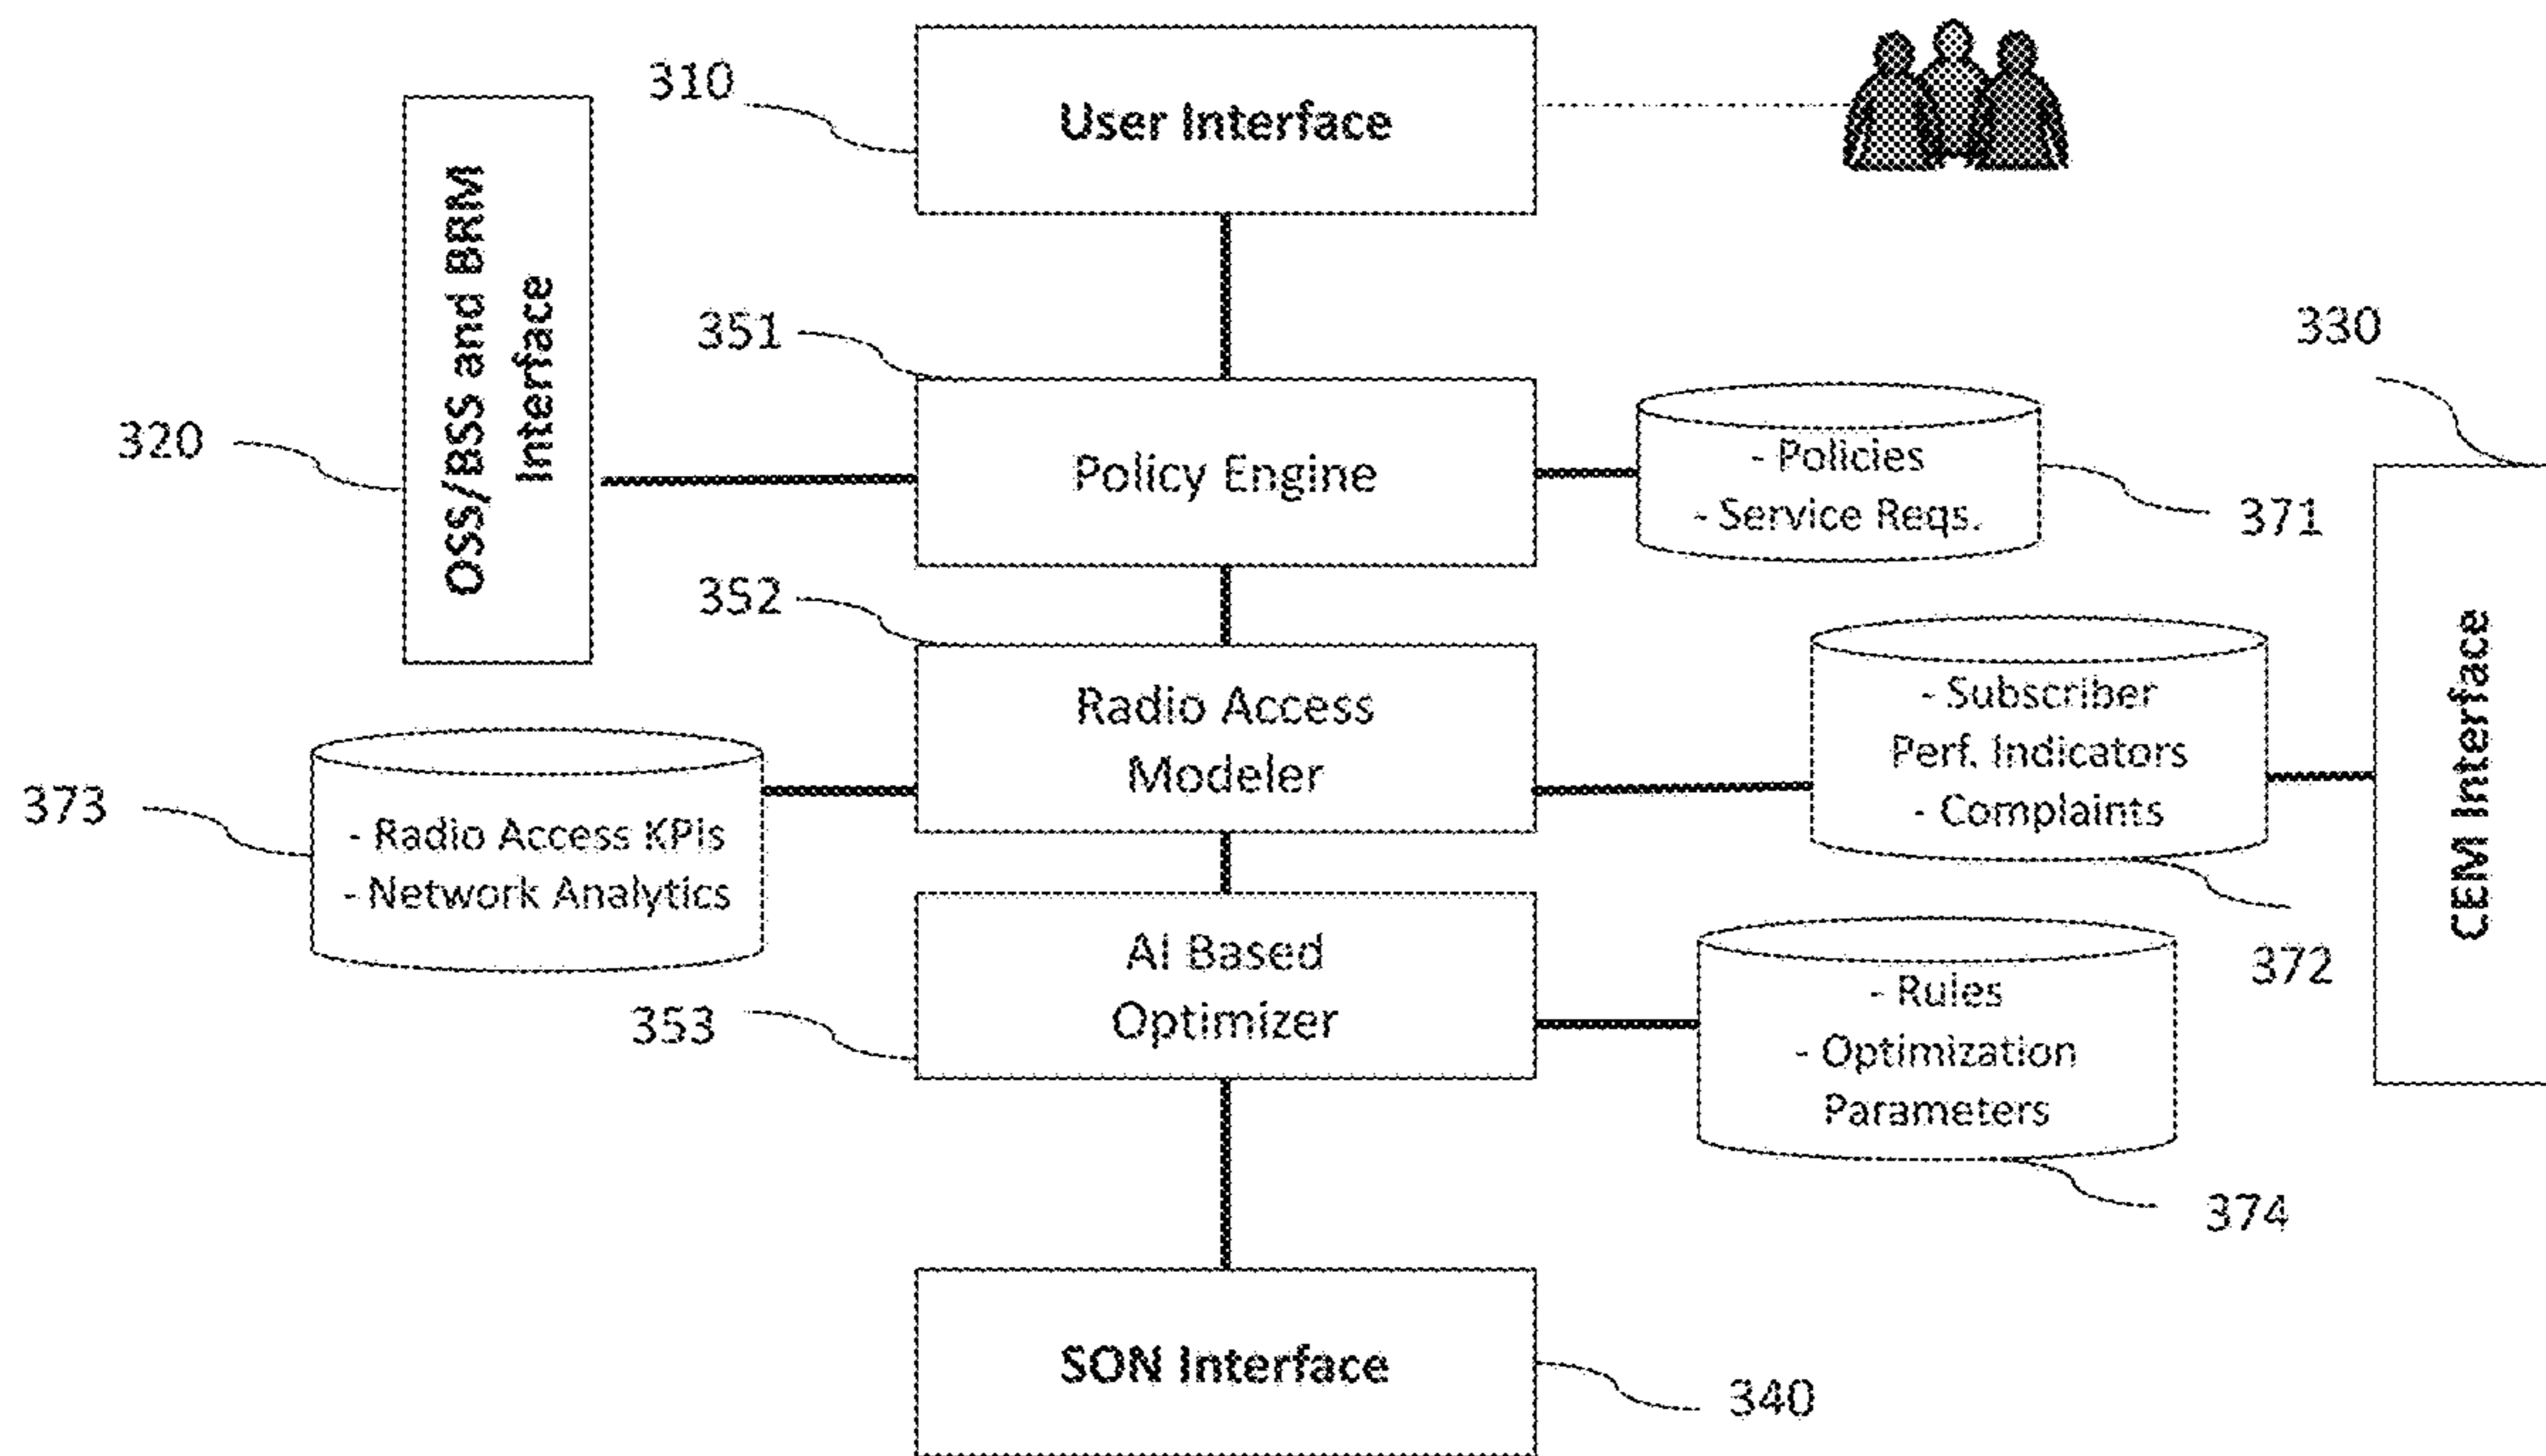 310
User Interface
OSS/BSS and BRM
Interface
320
351
Policy Engine
- Policies
- Service Reqs.
371
330
352
Radio Access
Modeler
- Subscriber
Perf. Indicators
- Complaints
372
CEM Interface
373
- Radio Access KPIs
- Network Analytics
AI Based
Optimizer
353
- Rules
- Optimization
Parameters
374
SON Interface
340